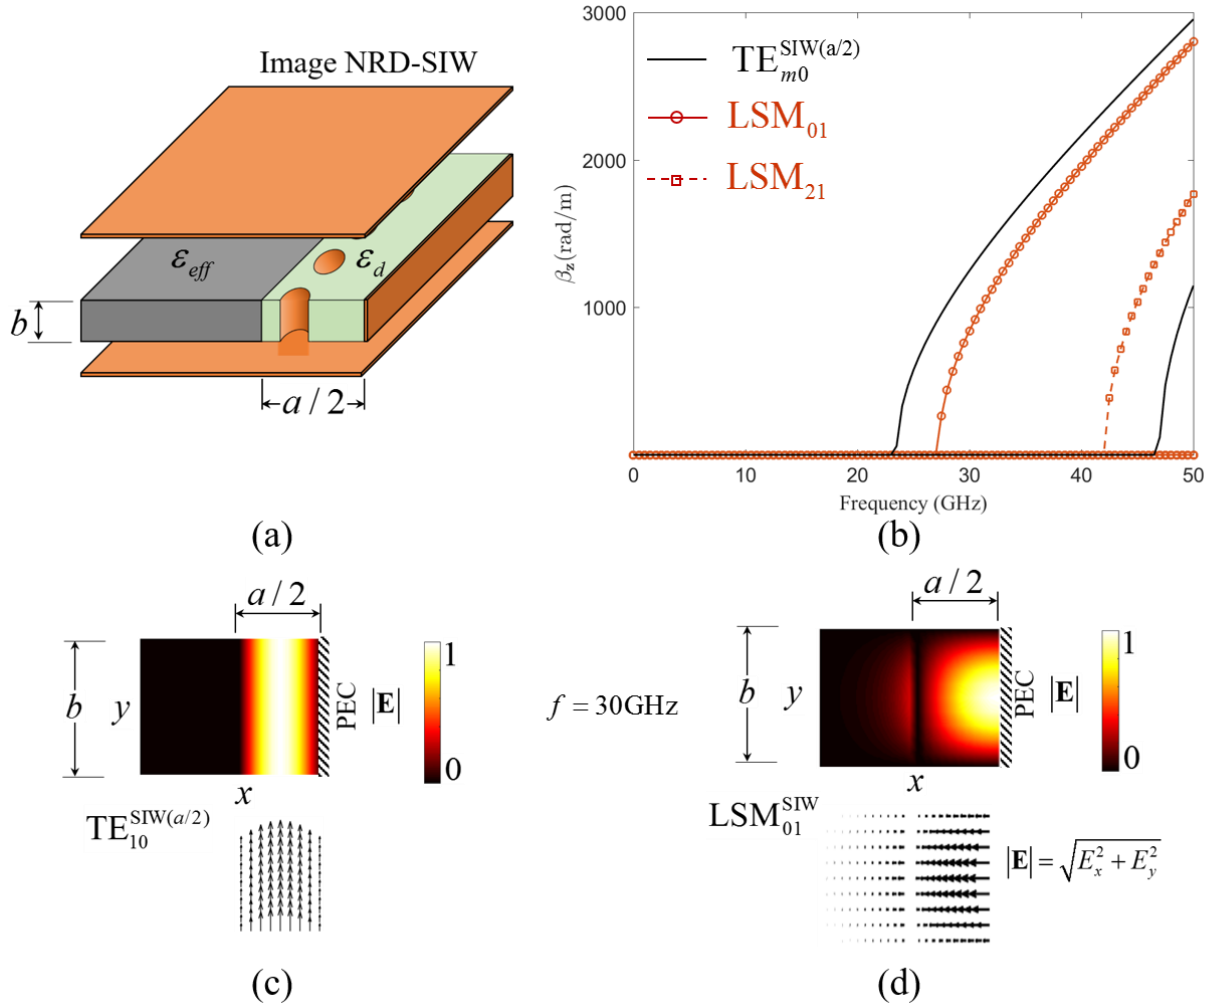 Image NRD-SIW
ε_eff
ε_d
b
a / 2
(a)
3000
2000
1000
0 10 20 30 40 50
β_z(rad/m)
Frequency (GHz)
TE_m0^SIW(a/2)
LSM_01
LSM_21
(b)
a / 2
b
y
x
PEC
|E|
1
0
TE_10^SIW(a/2)
(c)
f = 30GHz
a / 2
b
y
x
PEC
|E|
1
0
LSM_01^SIW
|E| = √(E_x^2 + E_y^2)
(d)